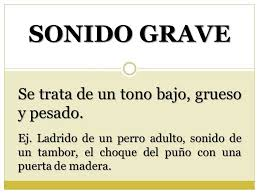 SONIDO GRAVE
Se trata de un tono bajo, grueso
y pesado.
Ej. Ladrido de un perro adulto, sonido de
un tambor, el choque del puño con una
puerta de madera.